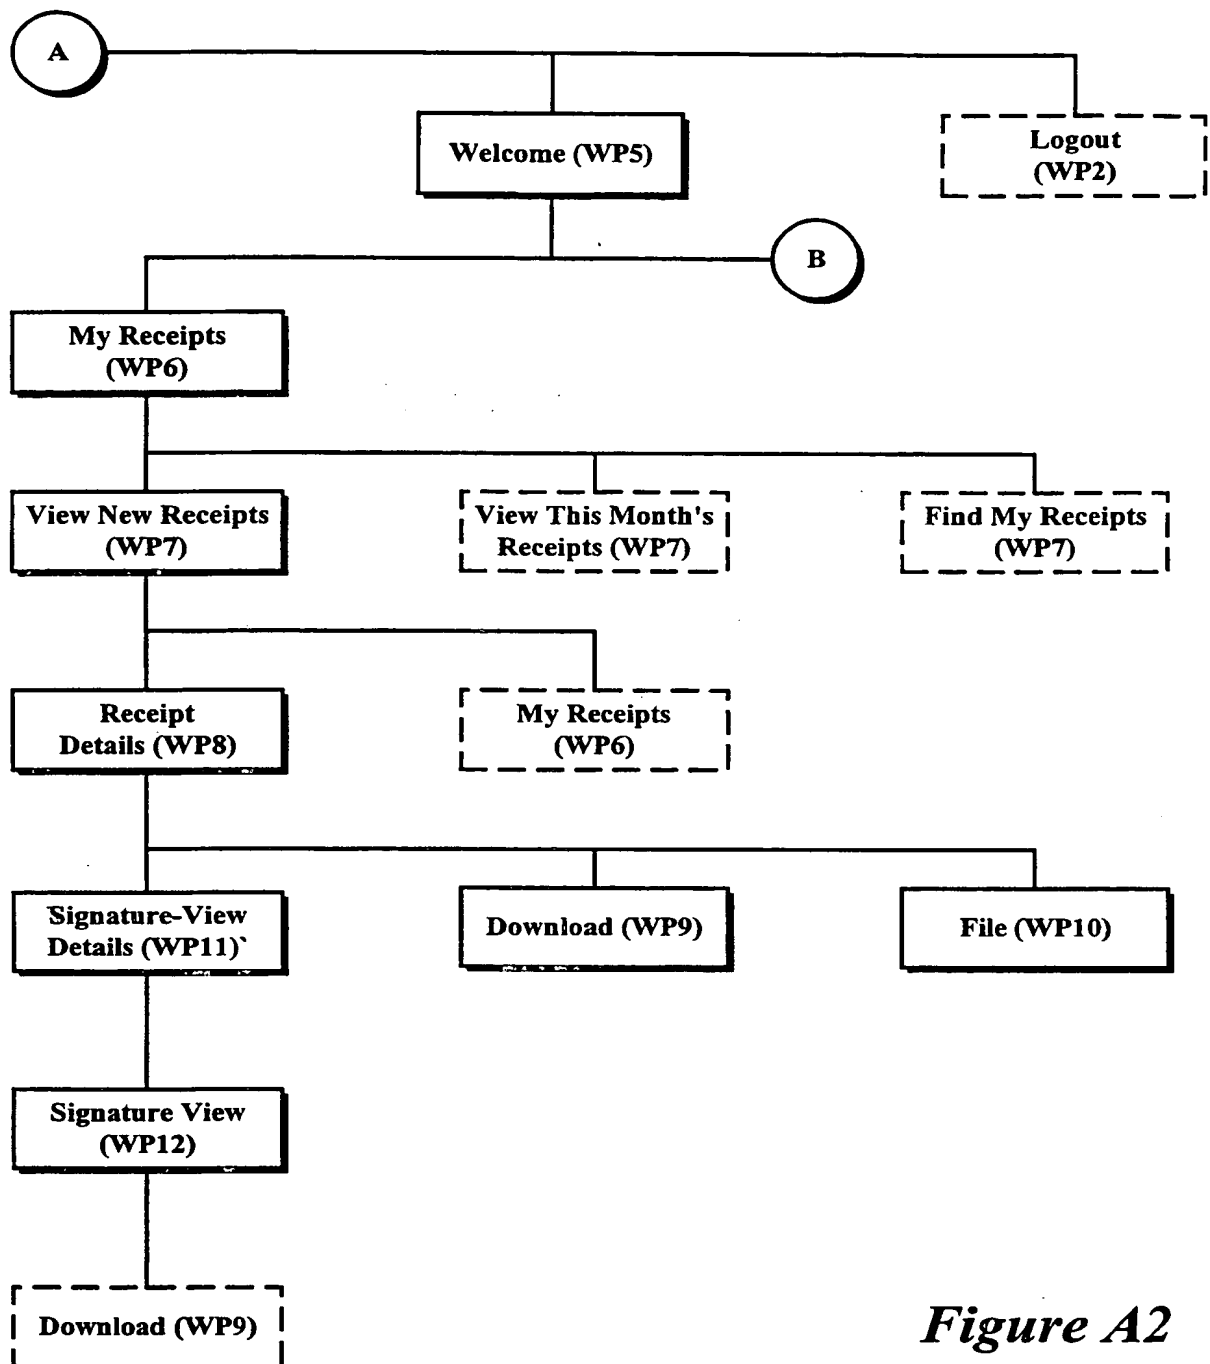 A
Welcome (WP5)
Logout
(WP2)
B
My Receipts
(WP6)
View New Receipts
(WP7)
View This Month's
Receipts (WP7)
Find My Receipts
(WP7)
Receipt
Details (WP8)
My Receipts
(WP6)
Signature-View
Details (WP11)
Download (WP9)
File (WP10)
Signature View
(WP12)
Download (WP9)
Figure A2